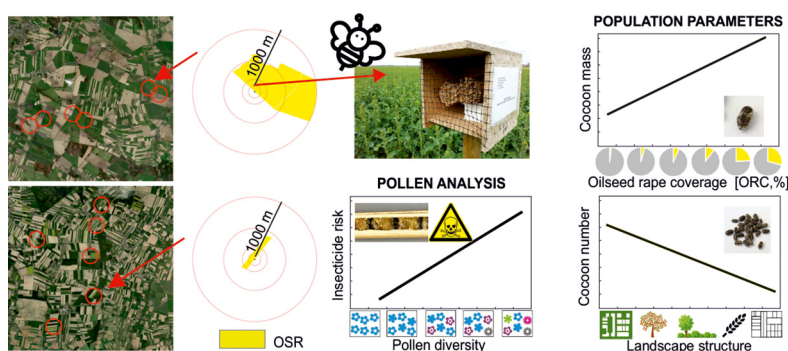 POPULATION PARAMETERS
1000 m
Cocoon mass
Oilseed rape coverage [ORC,%]
POLLEN ANALYSIS
1000 m
OSR
Insecticide risk
Pollen diversity
Cocoon number
Landscape structure